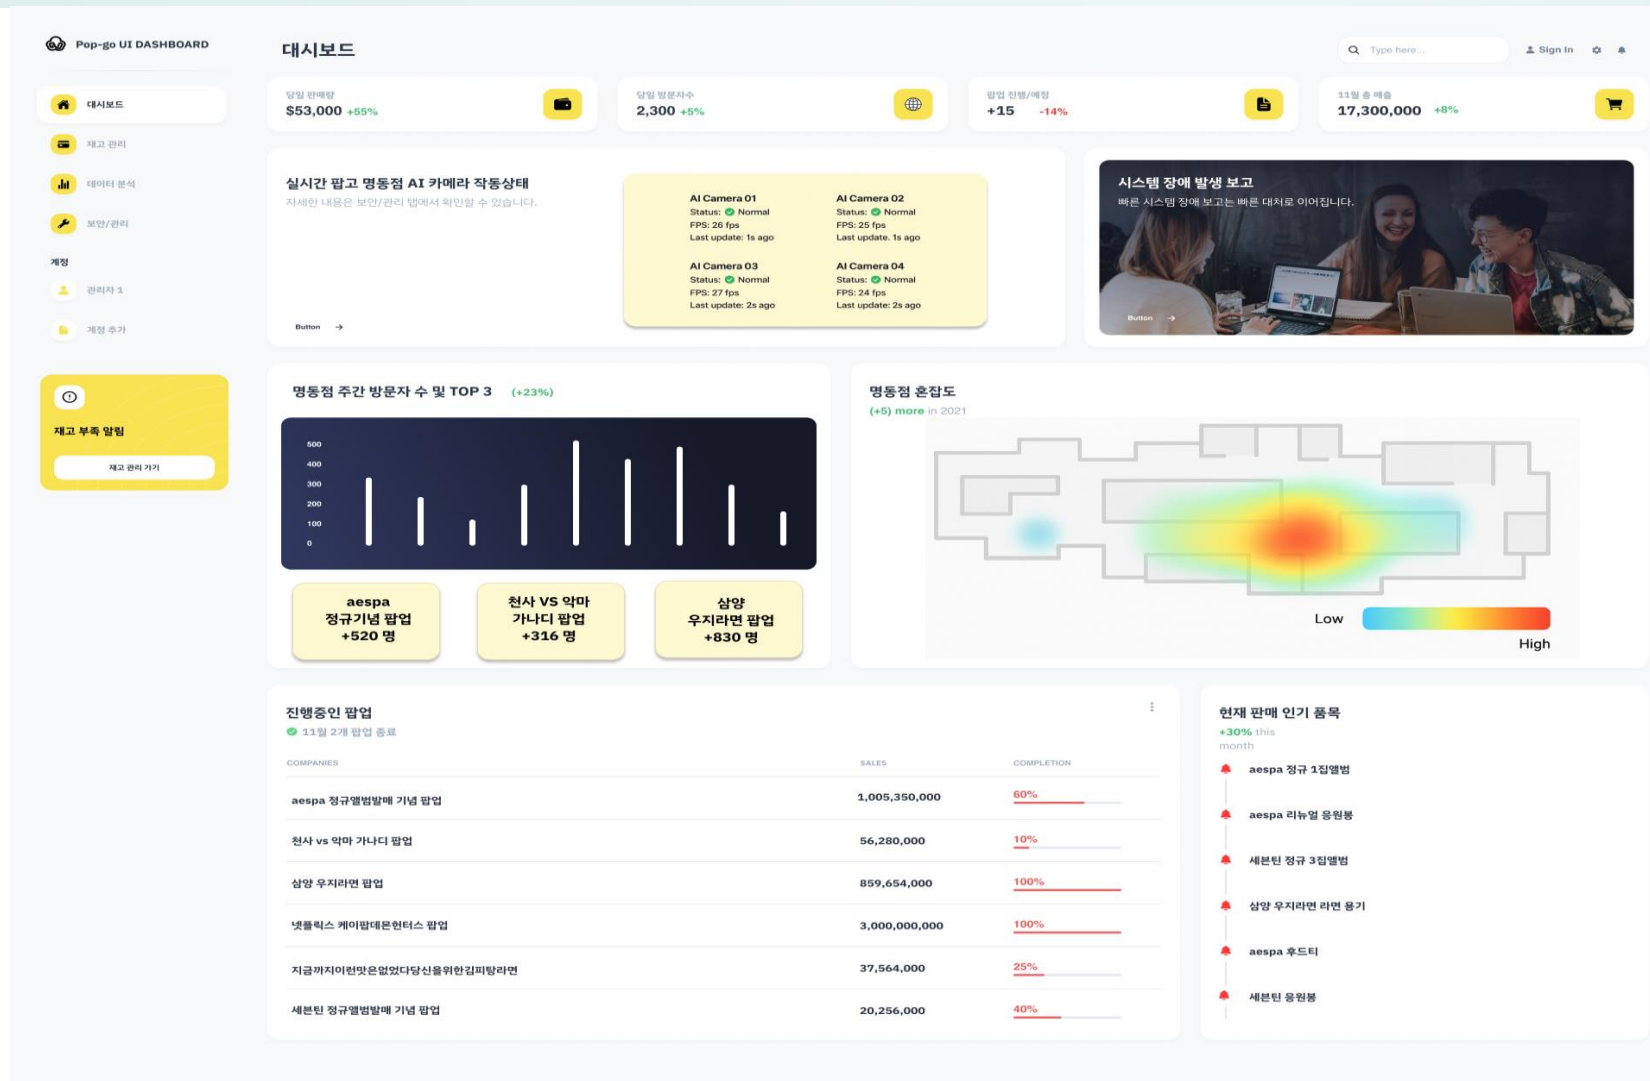 Pop-go UI DASHBOARD
대시보드
재고 관리
데이터 분석
보안/관리
계정
관리자 1
계정 추가
재고 부족 알림
재고 관리 가기
대시보드
Type here...
Sign In
당일 판매량
$53,000 +55%
당일 방문자수
2,300 +5%
팝업 진행/예정
+15 -14%
11월 총 매출
17,300,000 +8%
실시간 팝고 명동점 AI 카메라 작동상태
자세한 내용은 보안/관리 탭에서 확인할 수 있습니다.
Button
AI Camera 01
Status: Normal
FPS: 26 fps
Last update: 1s ago
AI Camera 02
Status: Normal
FPS: 25 fps
Last update. 1s ago
AI Camera 03
Status: Normal
FPS: 27 fps
Last update: 2s ago
AI Camera 04
Status: Normal
FPS: 24 fps
Last update: 2s ago
시스템 장애 발생 보고
빠른 시스템 장애 보고는 빠른 대처로 이어집니다.
Button
명동점 주간 방문자 수 및 TOP 3 (+23%)
500
400
300
200
100
0
aespa
정규기념 팝업
+520 명
천사 VS 악마
가나디 팝업
+316 명
삼양
우지라면 팝업
+830 명
명동점 혼잡도
(+5) more in 2021
Low
High
진행중인 팝업
11월 2개 팝업 종료
COMPANIES SALES COMPLETION
aespa 정규앨범발매 기념 팝업 1,005,350,000 60%
천사 vs 악마 가나디 팝업 56,280,000 10%
삼양 우지라면 팝업 859,654,000 100%
넷플릭스 케이팝데몬헌터스 팝업 3,000,000,000 100%
지금까지이런맛은없었다당신을위한김피탕라면 37,564,000 25%
세븐틴 정규앨범발매 기념 팝업 20,256,000 40%
현재 판매 인기 품목
+30% this
month
aespa 정규 1집앨범
aespa 리뉴얼 응원봉
세븐틴 정규 3집앨범
삼양 우지라면 라면 용기
aespa 후드티
세븐틴 응원봉